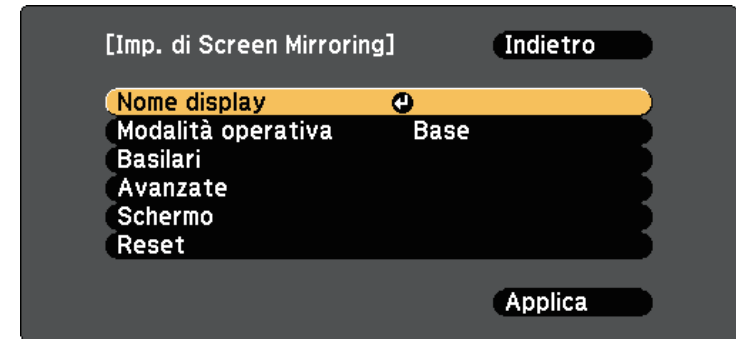 [Imp. di Screen Mirroring] Indietro
Nome display
Modalità operativa Base
Basilari
Avanzate
Schermo
Reset
Applica